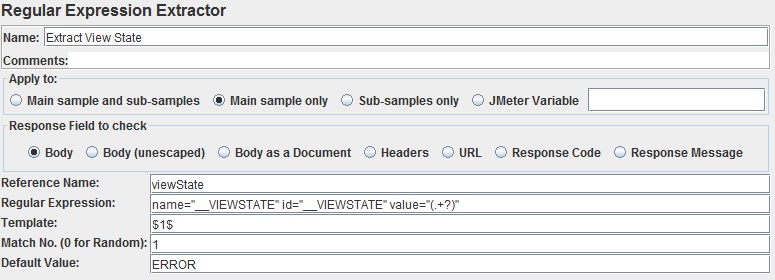 Regular Expression Extractor
Name: Extract View State
Comments:
Apply to:
Main sample and sub-samples Main sample only Sub-samples only JMeter Variable
Response Field to check
Body Body (unescaped) Body as a Document Headers URL Response Code Response Message
Reference Name: viewState
Regular Expression: name="__VIEWSTATE" id="__VIEWSTATE" value="(.+?)"
Template: $1$
Match No. (0 for Random): 1
Default Value: ERROR